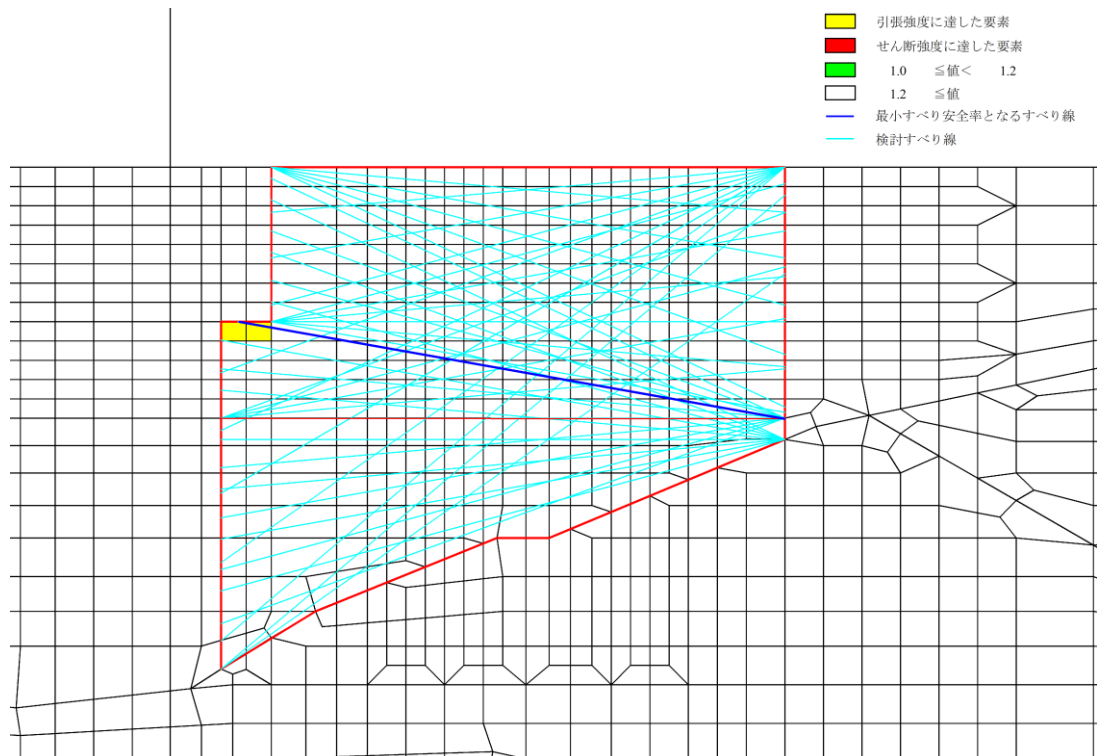 引張強度に達した要素
せん断強度に達した要素
1.0 ≦値< 1.2
1.2 ≦値
最小すべり安全率となるすべり線
検討すべり線